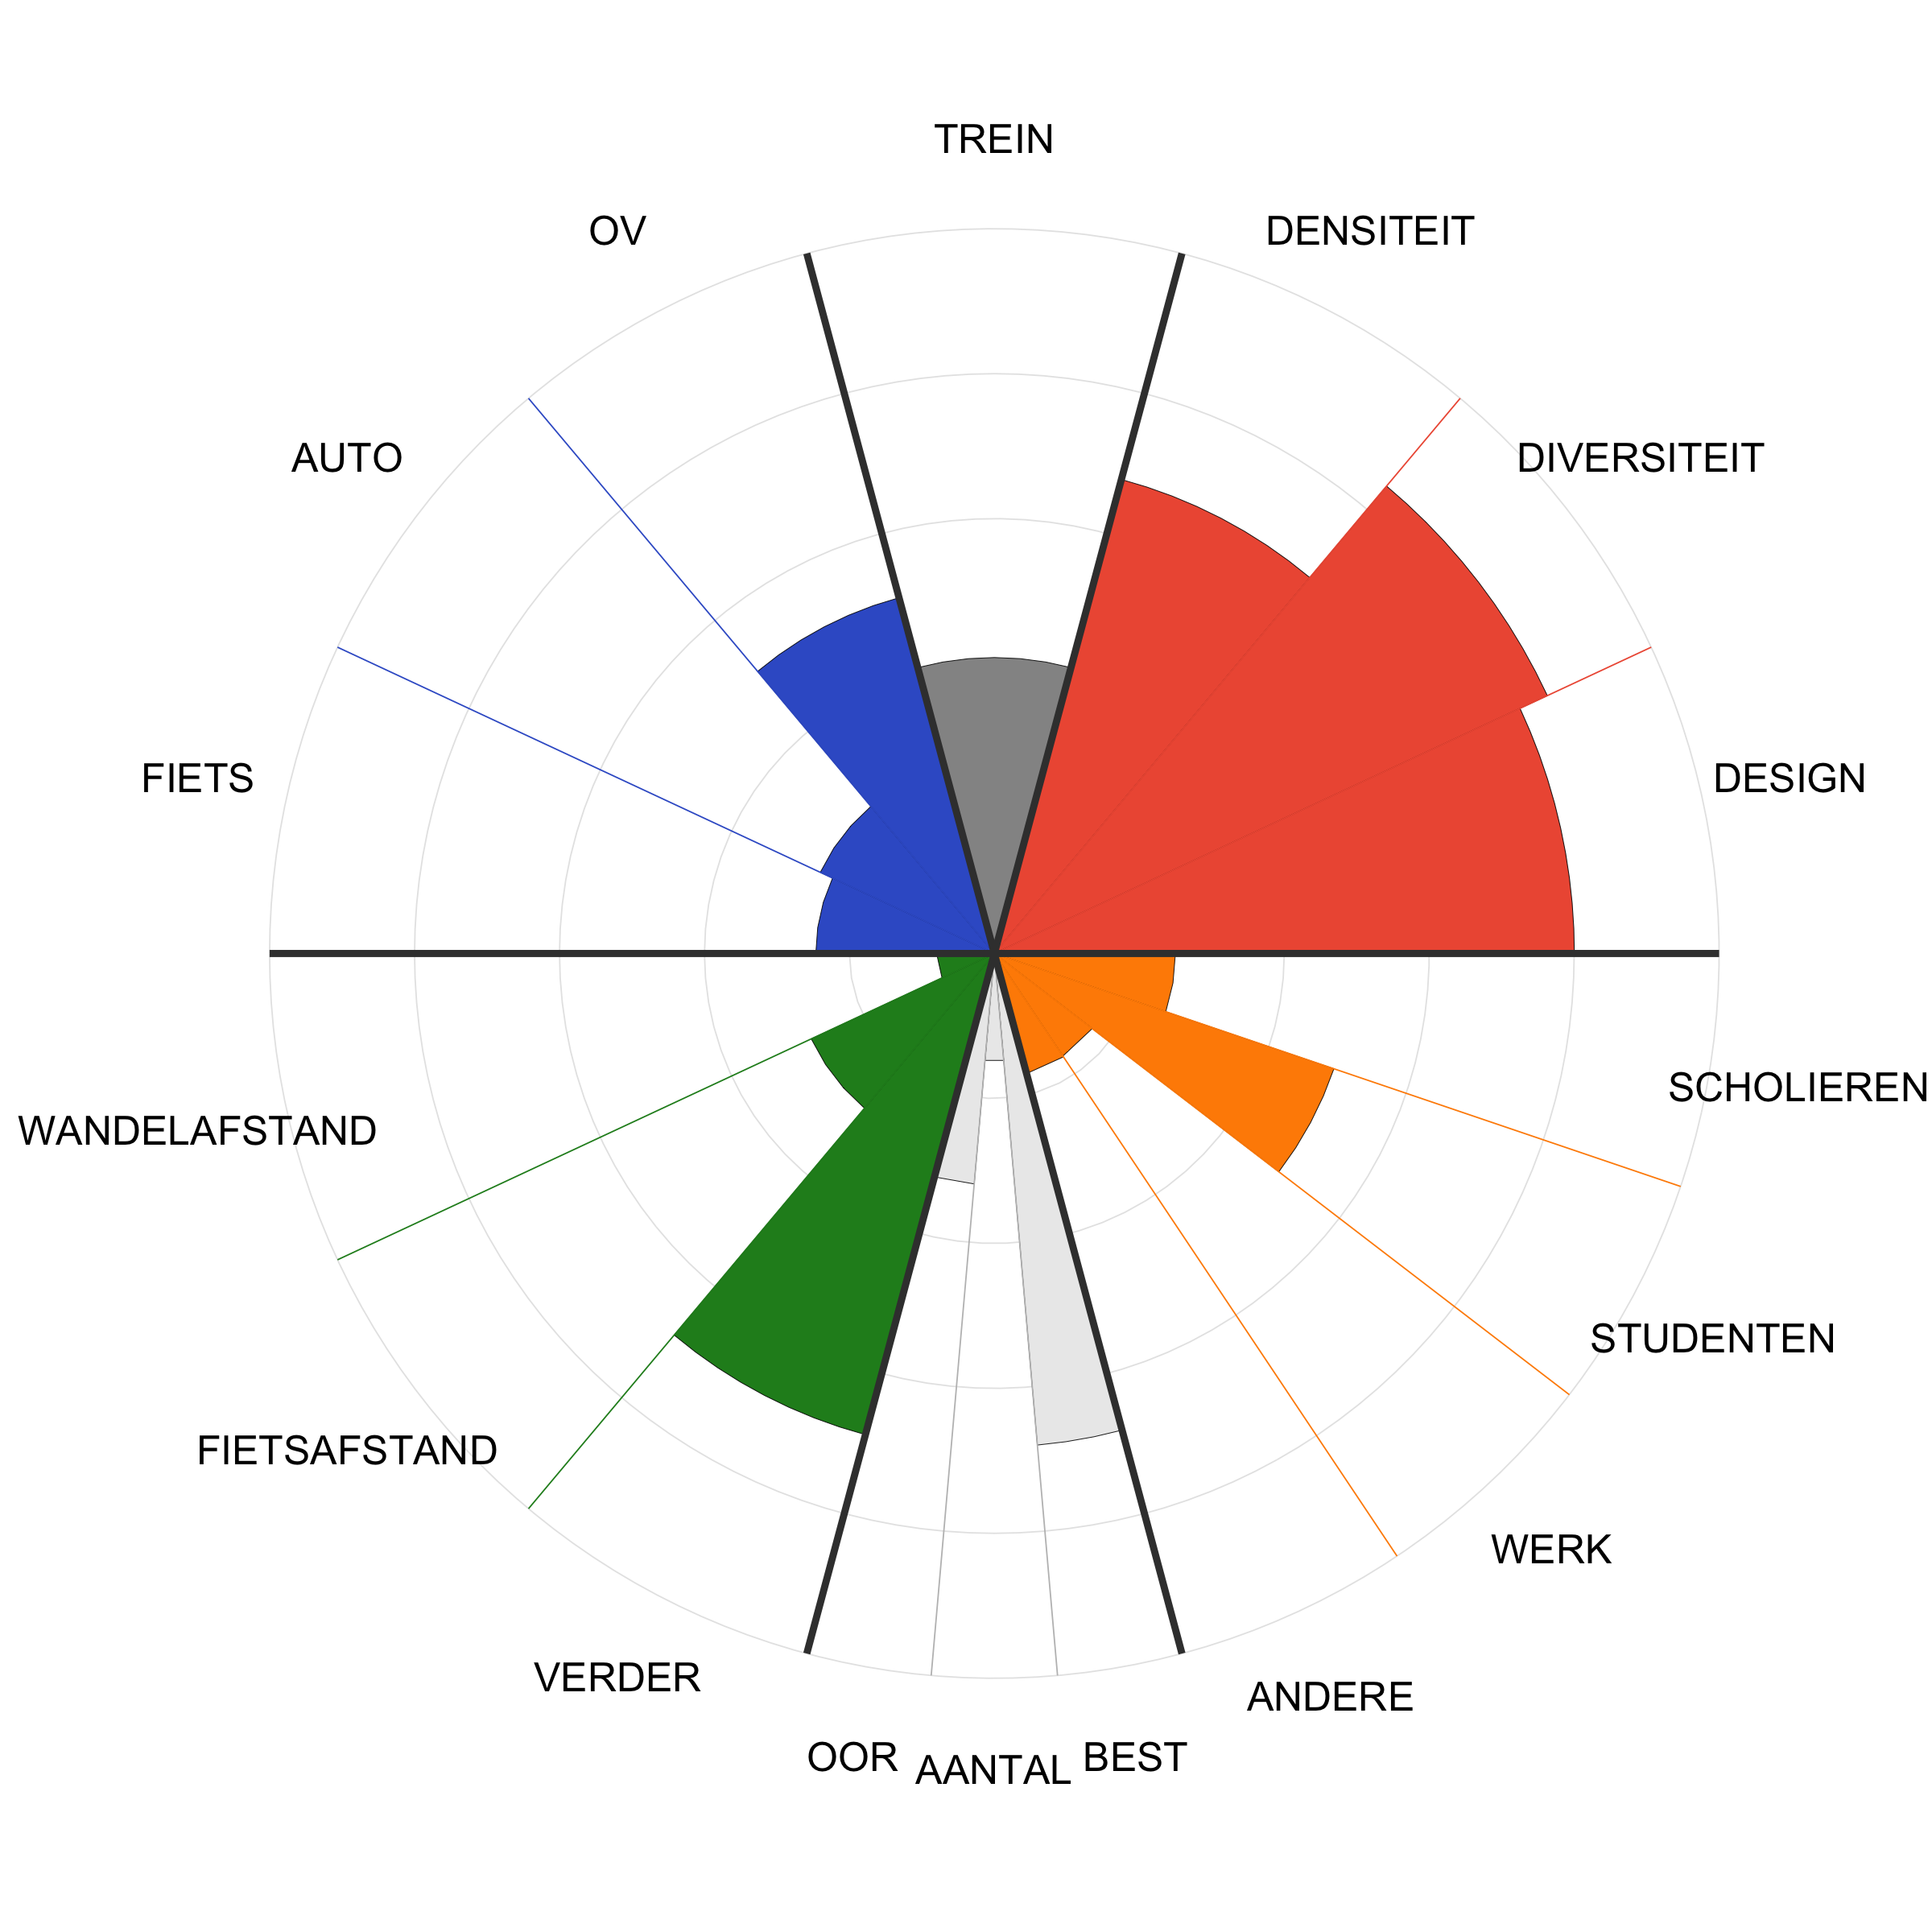 TREIN
OV
DENSITEIT
AUTO
DIVERSITEIT
FIETS
DESIGN
SCHOLIEREN
WANDELAFSTAND
STUDENTEN
FIETSAFSTAND
WERK
VERDER
ANDERE
OOR
AANTAL
BEST